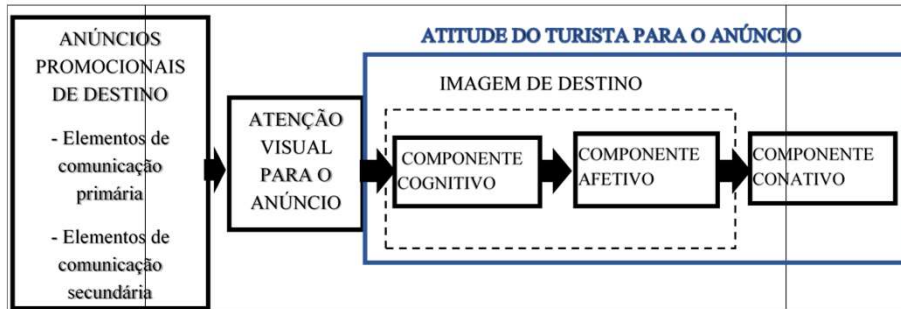 ANÚNCIOS
PROMOCIONAIS
DE DESTINO
- Elementos de
comunicação
primária
- Elementos de
comunicação
secundária
ATENÇÃO
VISUAL
PARA O
ANÚNCIO
ATITUDE DO TURISTA PARA O ANÚNCIO
IMAGEM DE DESTINO
COMPONENTE
COGNITIVO
COMPONENTE
AFETIVO
COMPONENTE
CONATIVO